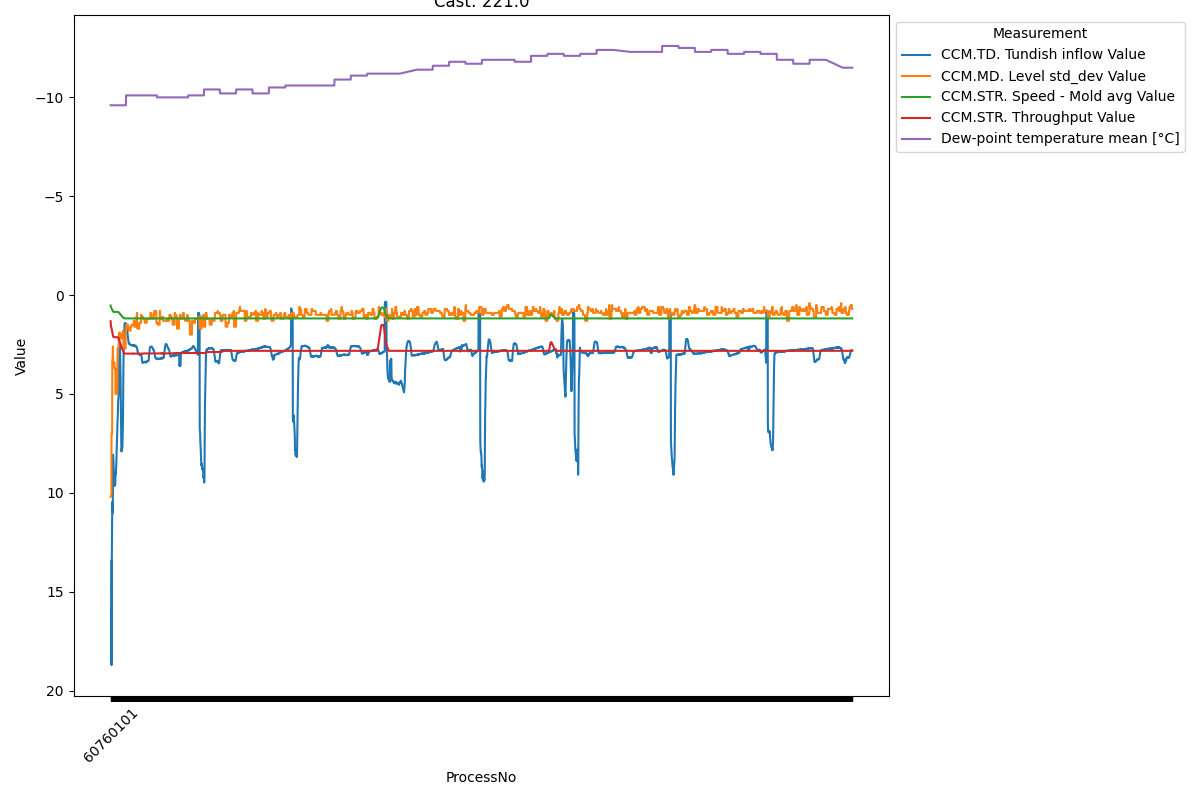 Cast: 221.0
Measurement
CCM.TD. Tundish inflow Value
CCM.MD. Level std_dev Value
CCM.STR. Speed - Mold avg Value
CCM.STR. Throughput Value
Dew-point temperature mean [°C]
−10
−5
0
5
10
15
20
Value
60760101
ProcessNo